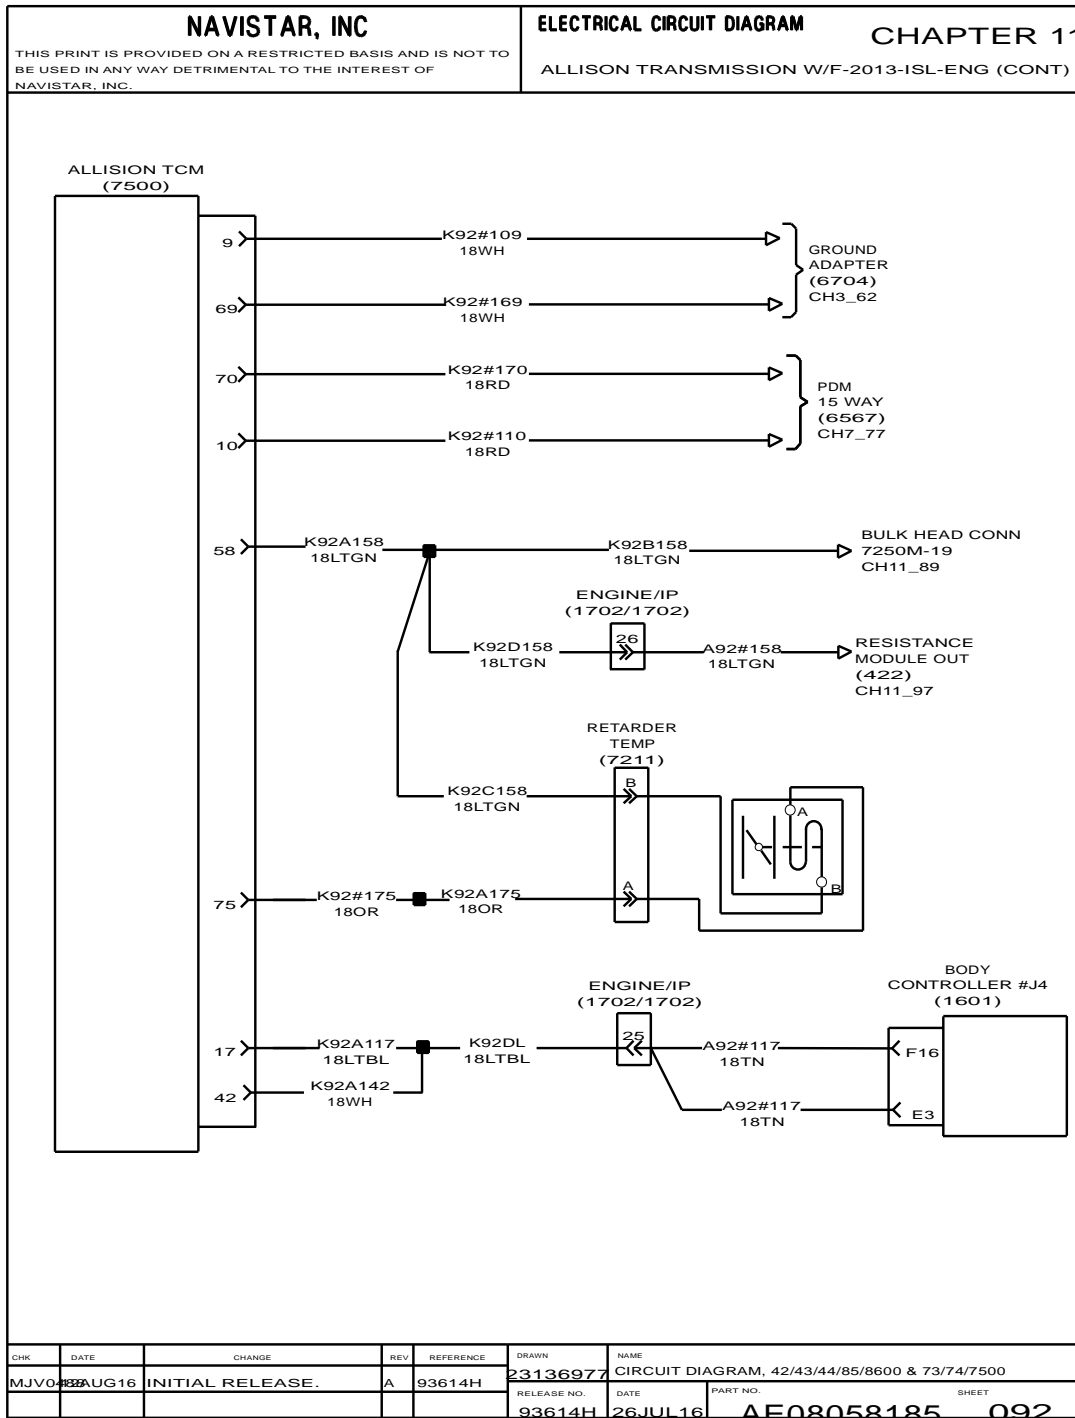 NAVISTAR, INC
THIS PRINT IS PROVIDED ON A RESTRICTED BASIS AND IS NOT TO
BE USED IN ANY WAY DETRIMENTAL TO THE INTEREST OF
NAVISTAR, INC.
ELECTRICAL CIRCUIT DIAGRAM
CHAPTER 11
ALLISON TRANSMISSION W/F-2013-ISL-ENG (CONT)
ALLISION TCM
(7500)
9
K92#109
18WH
69
K92#169
18WH
GROUND
ADAPTER
(6704)
CH3_62
70
K92#170
18RD
10
K92#110
18RD
PDM
15 WAY
(6567)
CH7_77
58
K92A158
18LTGN
K92B158
18LTGN
BULK HEAD CONN
7250M-19
CH11_89
ENGINE/IP
(1702/1702)
K92D158
18LTGN
26
A92#158
18LTGN
RESISTANCE
MODULE OUT
(422)
CH11_97
RETARDER
TEMP
(7211)
K92C158
18LTGN
B
A
B
75
K92#175
18OR
K92A175
18OR
A
ENGINE/IP
(1702/1702)
BODY
CONTROLLER #J4
(1601)
17
K92A117
18LTBL
K92DL
18LTBL
25
A92#117
18TN
F16
42
K92A142
18WH
A92#117
18TN
E3
CHK DATE CHANGE REV REFERENCE
MJV0 AUG16 INITIAL RELEASE. A 93614H
DRAWN
23136977
NAME
CIRCUIT DIAGRAM, 42/43/44/85/8600 & 73/74/7500
RELEASE NO.
93614H
DATE
26JUL16
PART NO.
AE08058185
SHEET
092